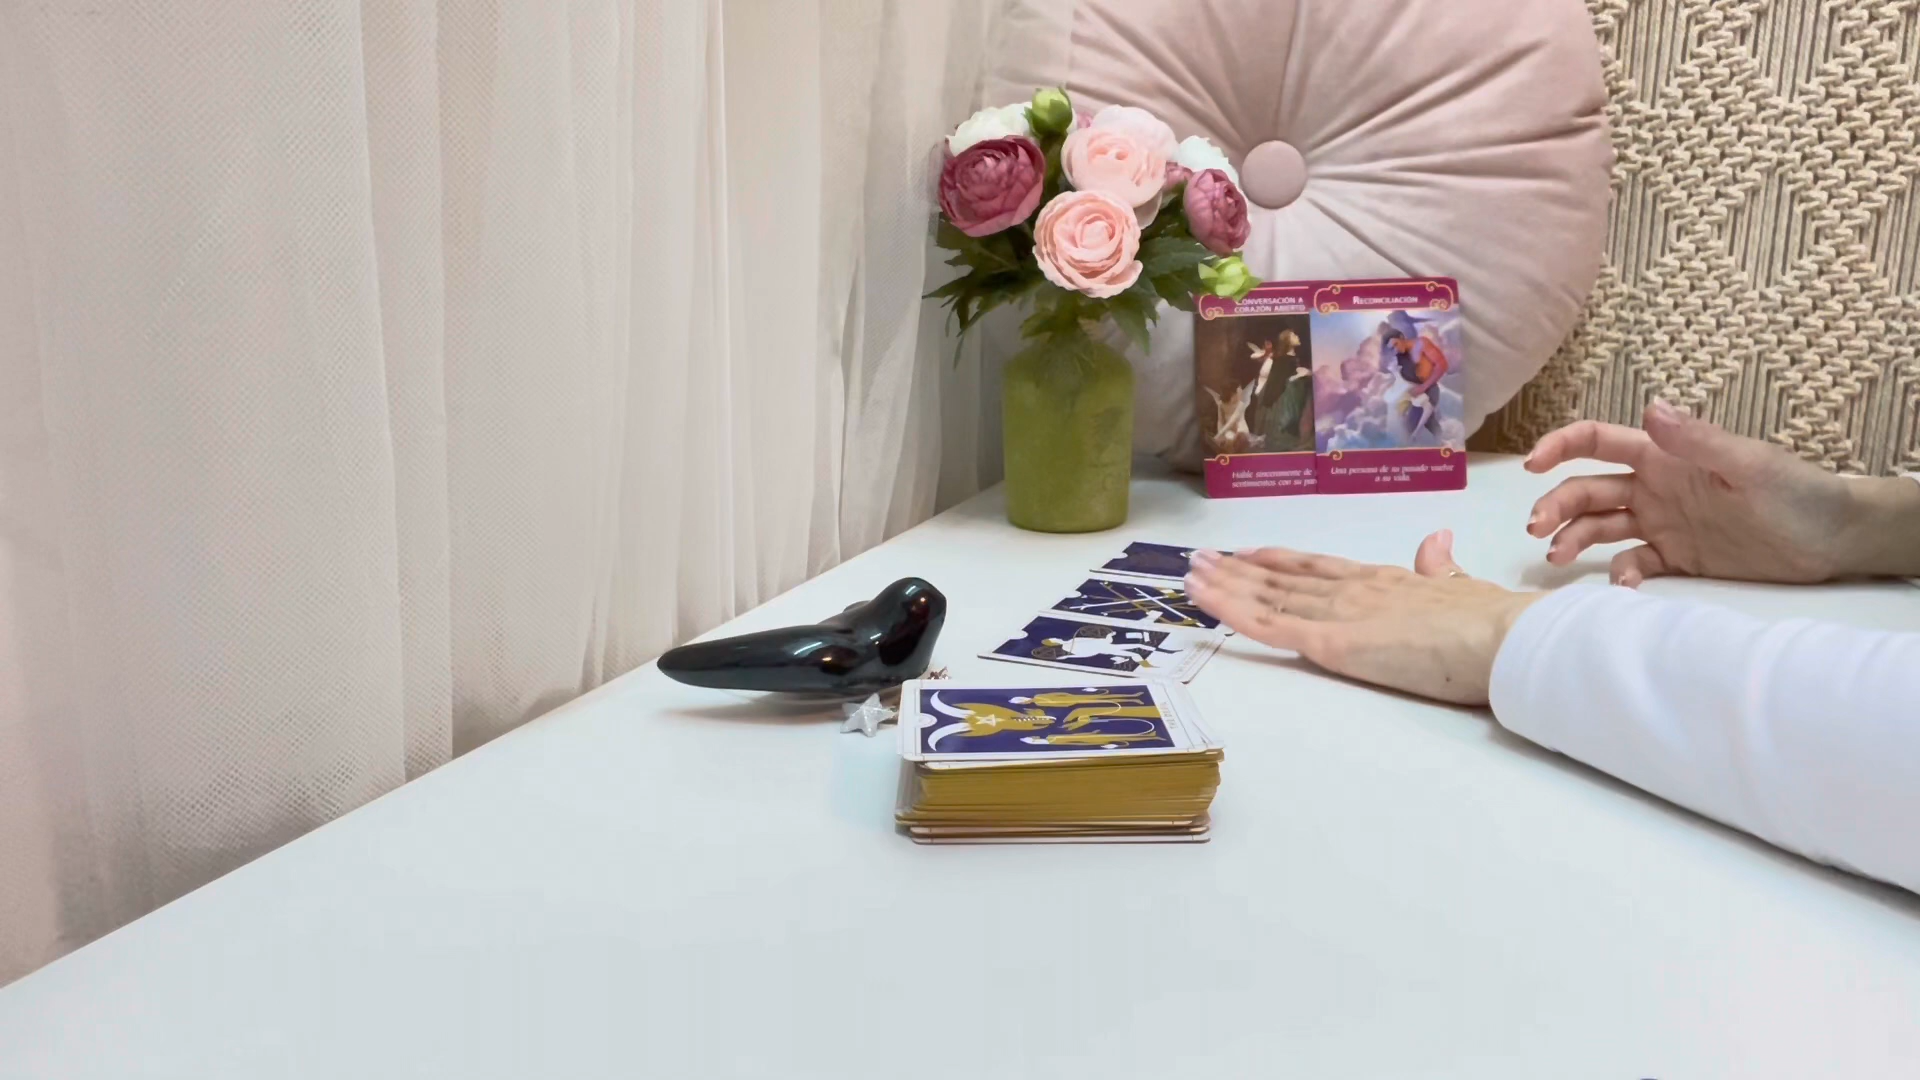 CONVERSACIÓN A
CORAZÓN ABIERTO
Hable sinceramente de
sentimientos con su
RECONCILIACIÓN
Una persona de su pasado vuelve
a su vida.